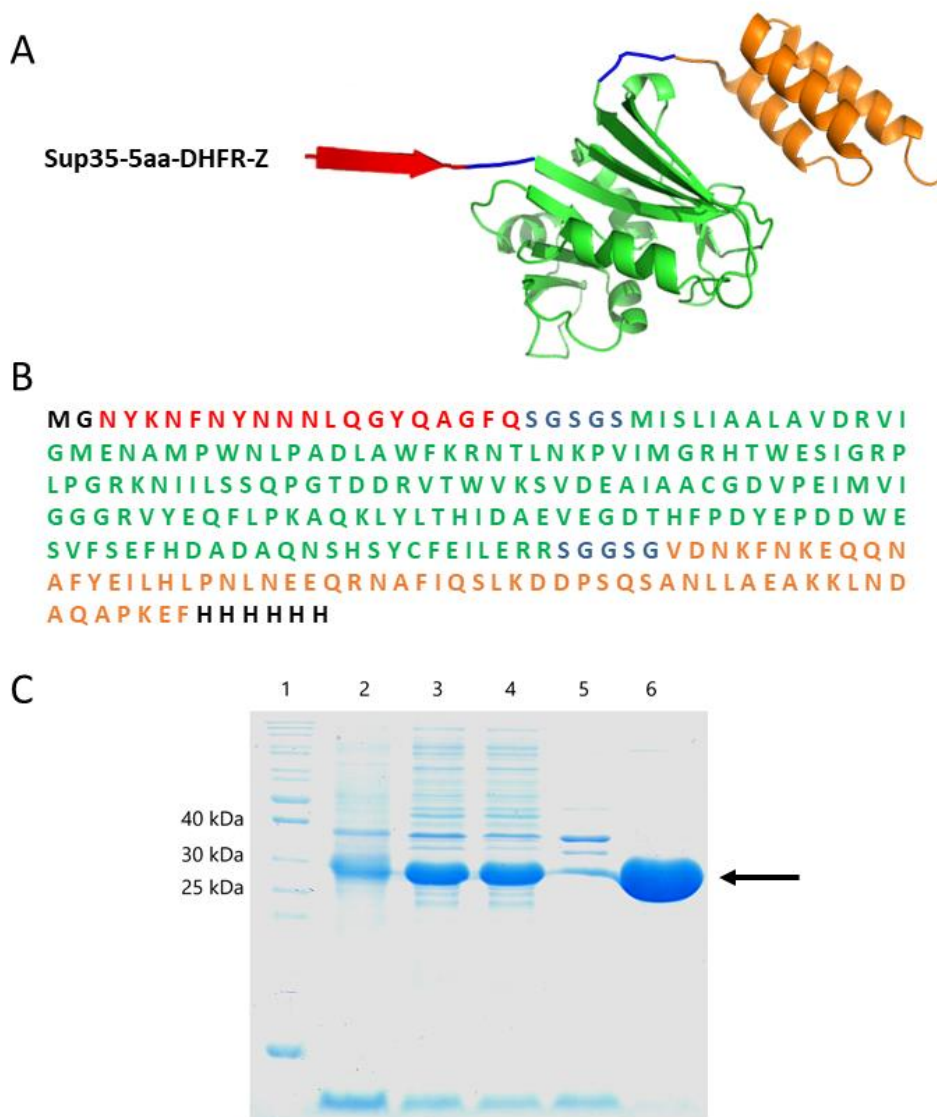 A
Sup35-5aa-DHFR-Z
B
M G N Y K N F N Y N N N L Q G Y Q A G F Q S G S G S M I S L I A A L A V D R V I
G M E N A M P W N L P A D L A W F K R N T L N K P V I M G R H T W E S I G R P
L P G R K N I I L S S Q P G T D D R V T W V K S V D E A I A A C G D V P E I M V I
G G G R V Y E Q F L P K A Q K L Y L T H I D A E V E G D T H F P D Y E P D D W E
S V F S E F H D A D A Q N S H S Y C F E I L E R R S G G S G V D N K F N K E Q Q N
A F Y E I L H L P N L N E E Q R N A F I Q S L K D D P S Q S A N L L A E A K K L N D
A Q A P K E F H H H H H H
C
1 2 3 4 5 6
40 kDa
30 kDa
25 kDa